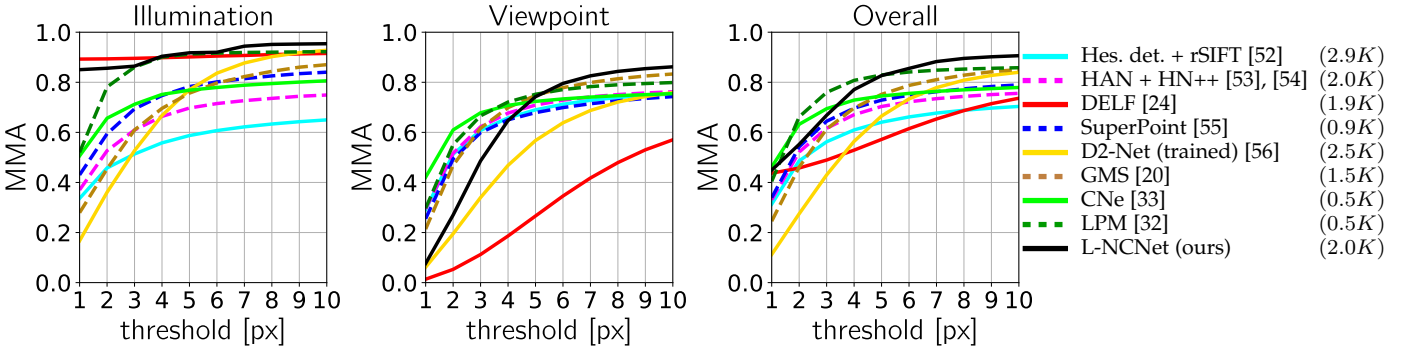 Illumination
Viewpoint
Overall
MMA
1.0
0.8
0.6
0.4
0.2
0.0
1 2 3 4 5 6 7 8 9 10
threshold [px]
MMA
1.0
0.8
0.6
0.4
0.2
0.0
1 2 3 4 5 6 7 8 9 10
threshold [px]
MMA
1.0
0.8
0.6
0.4
0.2
0.0
1 2 3 4 5 6 7 8 9 10
threshold [px]
Hes. det. + rSIFT [52] (2.9K)
HAN + HN++ [53], [54] (2.0K)
DELF [24] (1.9K)
SuperPoint [55] (0.9K)
D2-Net (trained) [56] (2.5K)
GMS [20] (1.5K)
CNe [33] (0.5K)
LPM [32] (0.5K)
L-NCNet (ours) (2.0K)